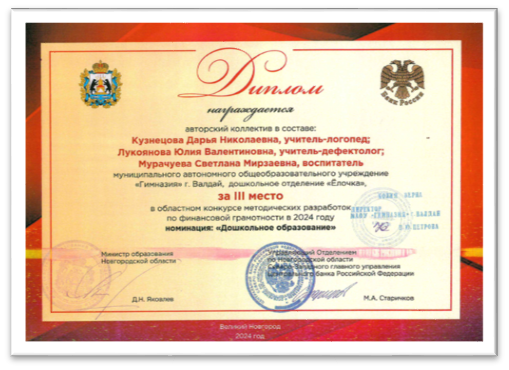 Диплом
Банк России
награждается
авторский коллектив в составе:
Кузнецова Дарья Николаевна, учитель-логопед;
Лукоянова Юлия Валентиновна, учитель-дефектолог;
Мурачуева Светлана Мирзаевна, воспитатель
муниципального автономного общеобразовательного учреждение
«Гимназия» г. Валдай, дошкольное отделение «Ёлочка»,
за III место
в областном конкурсе методических разработок
по финансовой грамотности в 2024 году
номинация: «Дошкольное образование»
КОПИЯ ВЕРНА
ДИРЕКТОР
МАОУ «ГИМНАЗИЯ» Г. ВАЛДАЙ
ПЕТРОВА
Министр образования
Новгородской области
Д.Н. Яковлев
Управляющий Отделением
по Новгородской области
Северо-Западного главного управления
Центрального банка Российской Федерации
М.А. Старичков
Великий Новгород
2024 год